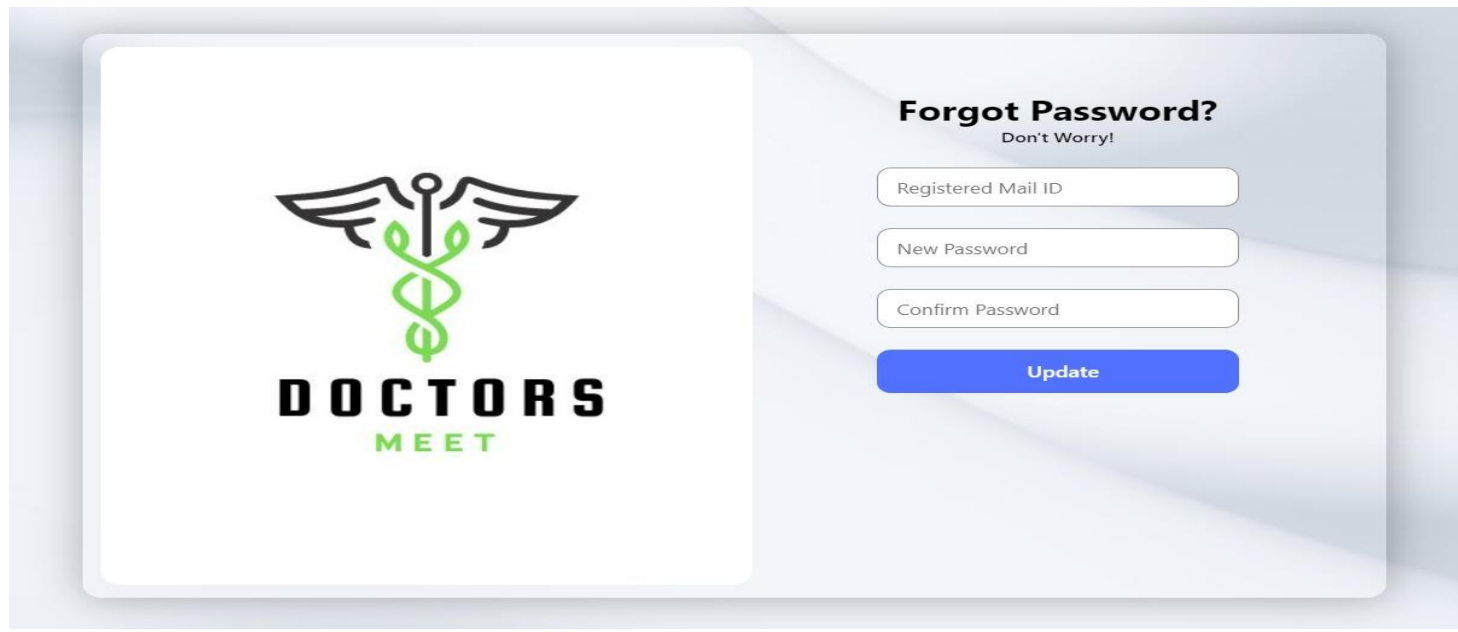 DOCTORS
MEET
Forgot Password?
Don't Worry!
Registered Mail ID
New Password
Confirm Password
Update